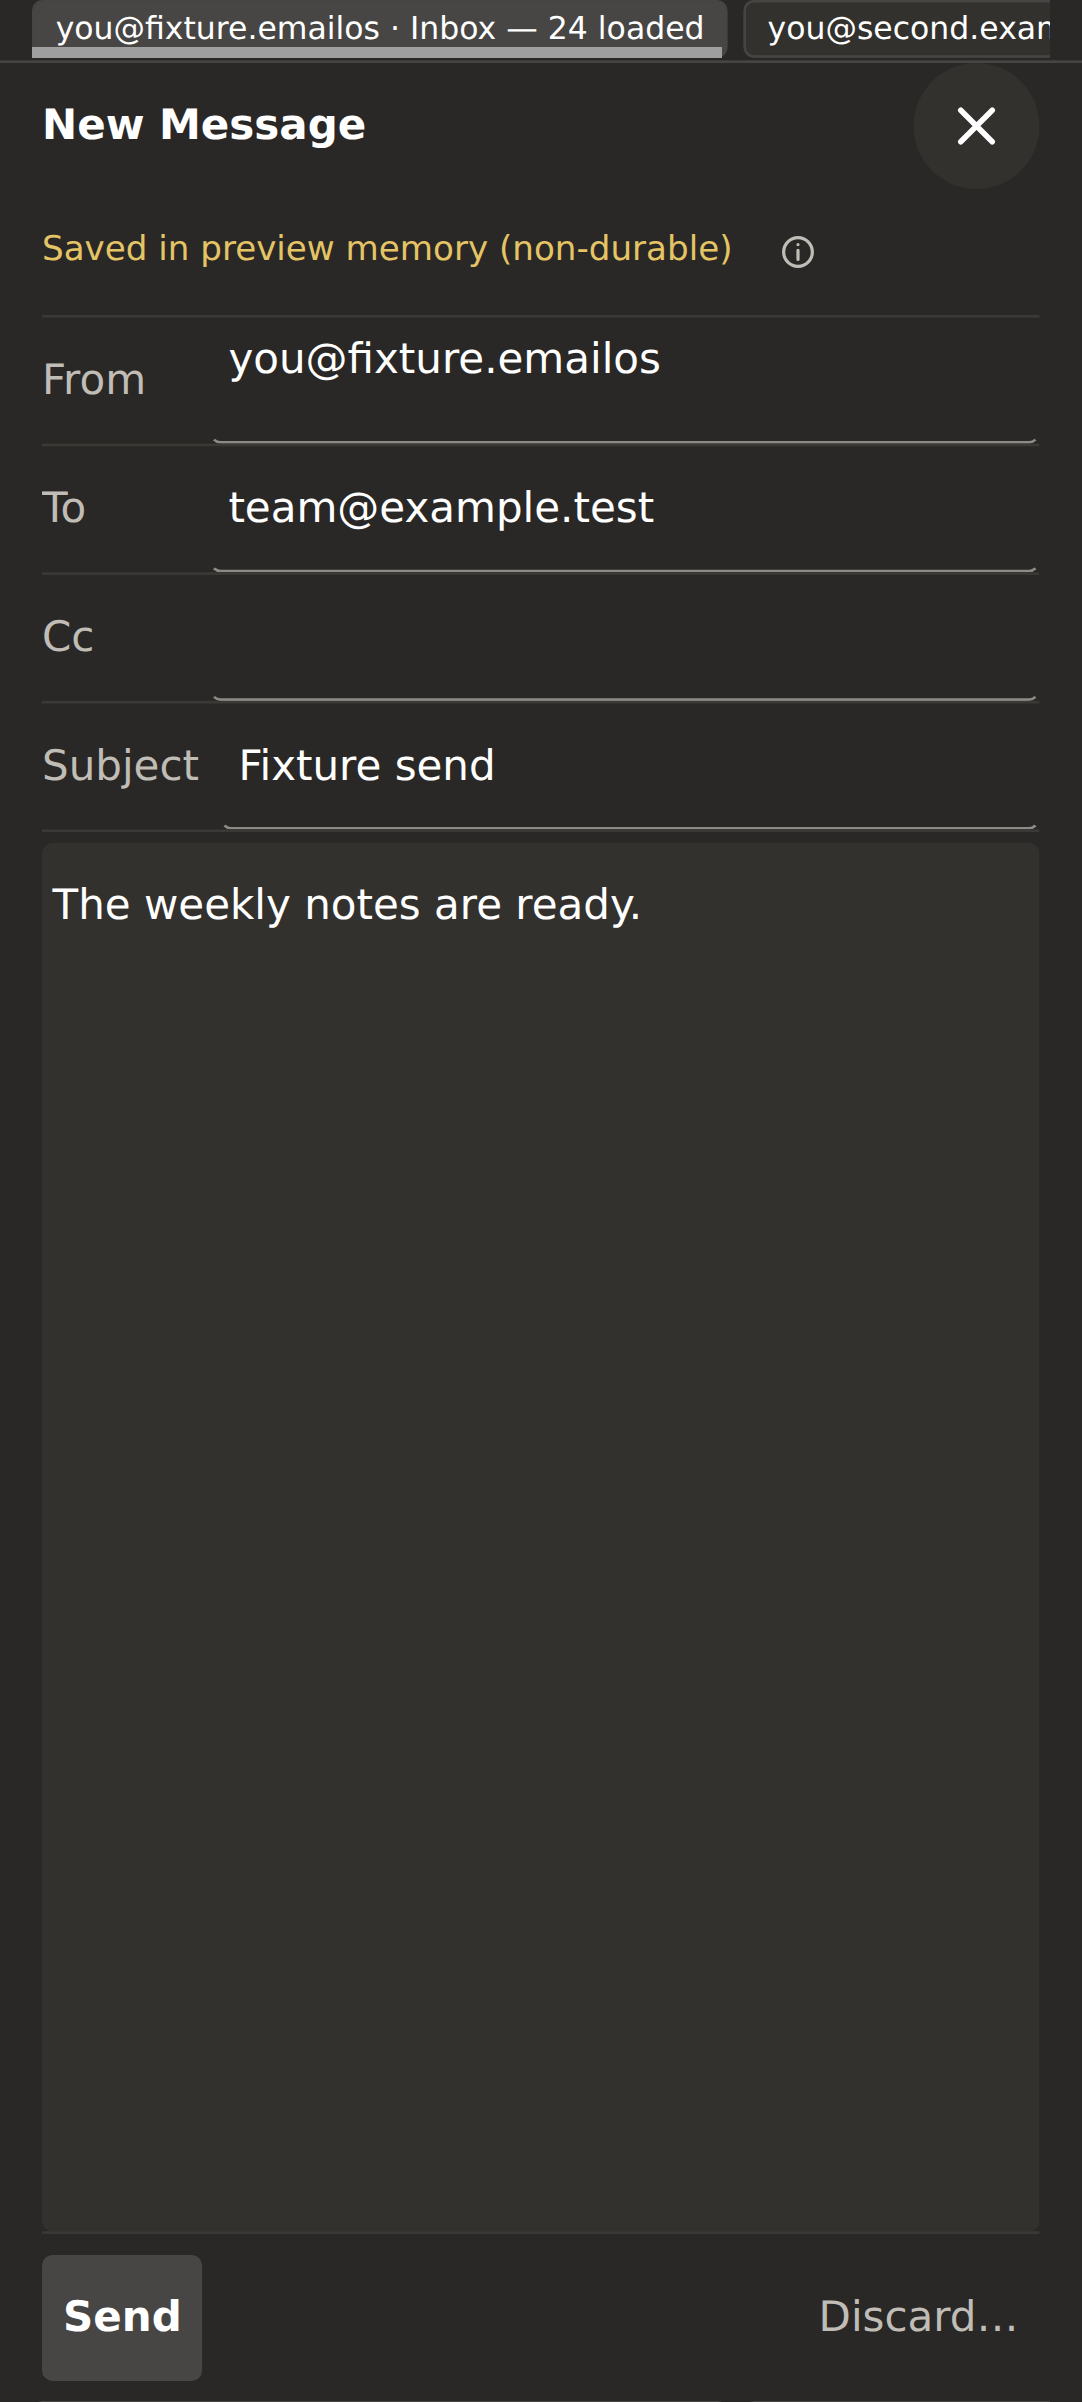 you@fixture.emailos · Inbox — 24 loaded
you@second.exam
New Message
Saved in preview memory (non-durable)
From you@fixture.emailos
To team@example.test
Cc
Subject Fixture send
The weekly notes are ready.
Send Discard…